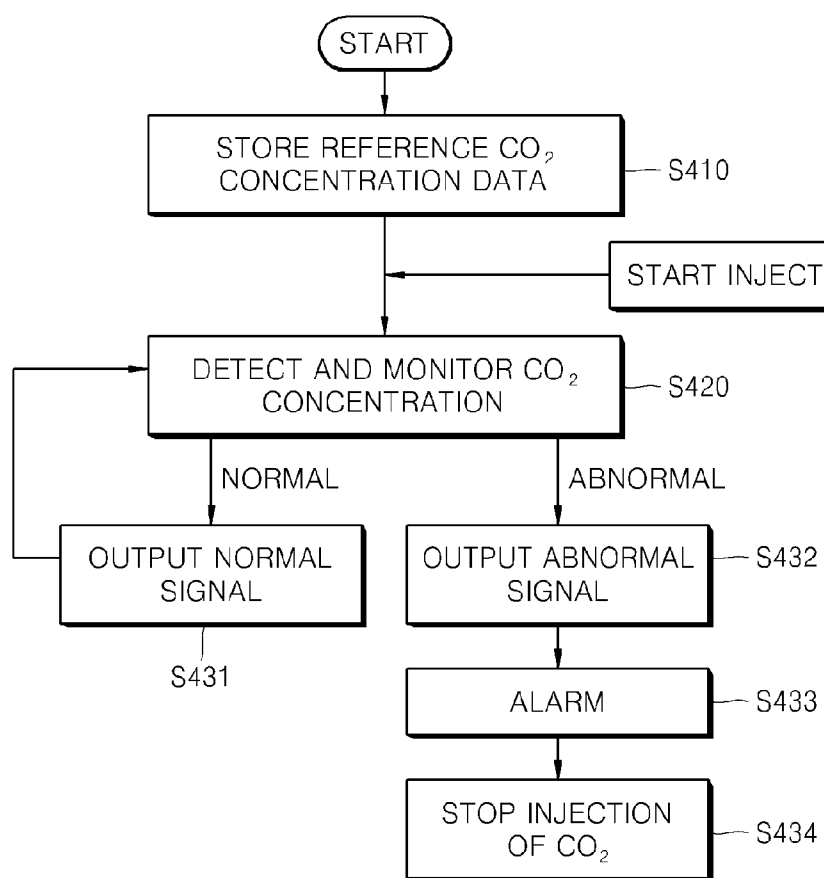 START
STORE REFERENCE CO₂
CONCENTRATION DATA
S410
START INJECT
DETECT AND MONITOR CO₂
CONCENTRATION
S420
NORMAL
ABNORMAL
OUTPUT NORMAL
SIGNAL
S431
OUTPUT ABNORMAL
SIGNAL
S432
ALARM
S433
STOP INJECTION
OF CO₂
S434